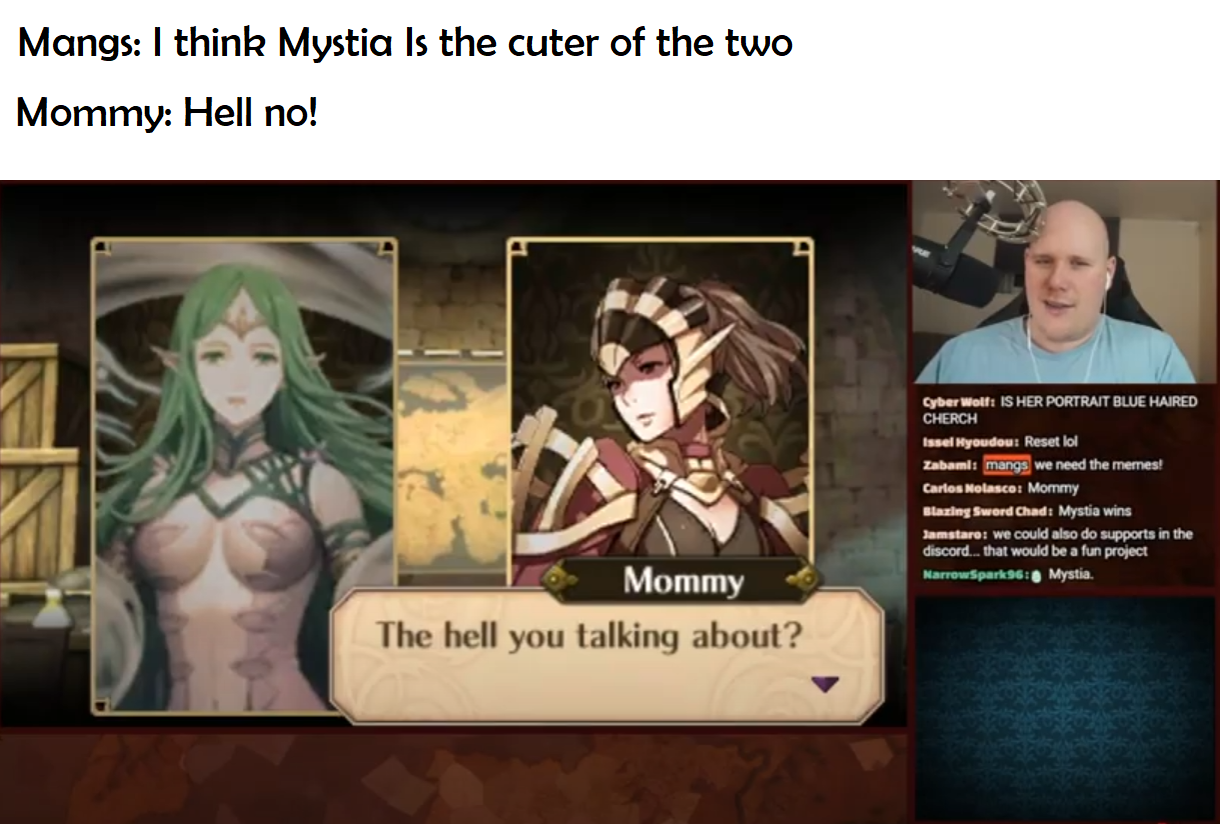 Mangs: I think Mystia Is the cuter of the two
Mommy: Hell no!
Mommy
The hell you talking about?
Cyber Wolf: IS HER PORTRAIT BLUE HAIRED
CHERCH
Issel Hyoudou: Reset lol
Zabami: mangs we need the memes!
Carlos Nolasco: Mommy
Blazing Sword Chad: Mystia wins
Jamstaro: we could also do supports in the
discord... that would be a fun project
NarrowSpark96: Mystia.